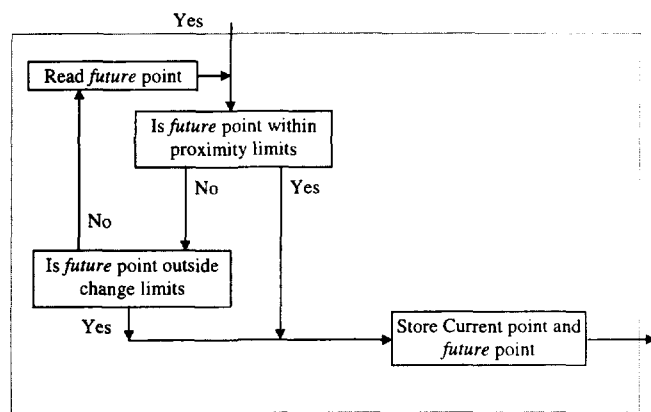 Yes
Read future point
Is future point within
proximity limits
No
Yes
No
Is future point outside
change limits
Yes
Store Current point and
future point